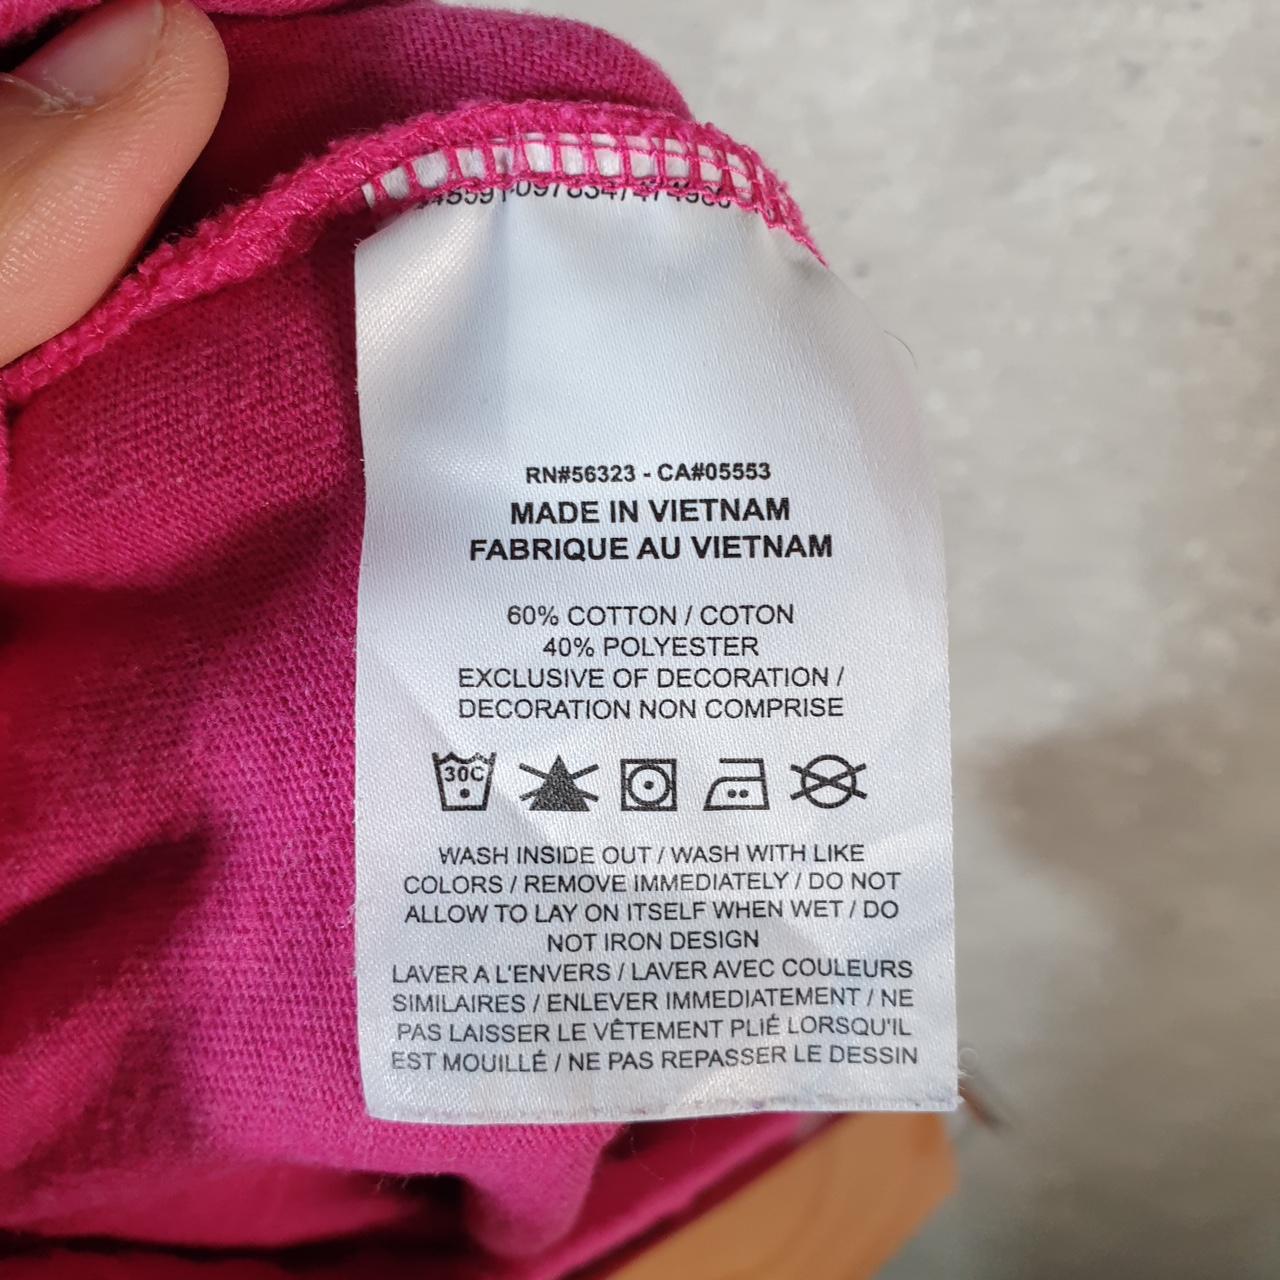 RN#56323 - CA#05553
MADE IN VIETNAM
FABRIQUE AU VIETNAM
60% COTTON / COTON
40% POLYESTER
EXCLUSIVE OF DECORATION /
DECORATION NON COMPRISE
30C
WASH INSIDE OUT / WASH WITH LIKE
COLORS / REMOVE IMMEDIATELY / DO NOT
ALLOW TO LAY ON ITSELF WHEN WET / DO
NOT IRON DESIGN
LAVER A L'ENVERS / LAVER AVEC COULEURS
SIMILAIRES / ENLEVER IMMEDIATEMENT / NE
PAS LAISSER LE VÊTEMENT PLIÉ LORSQU'IL
EST MOUILLÉ / NE PAS REPASSER LE DESSIN